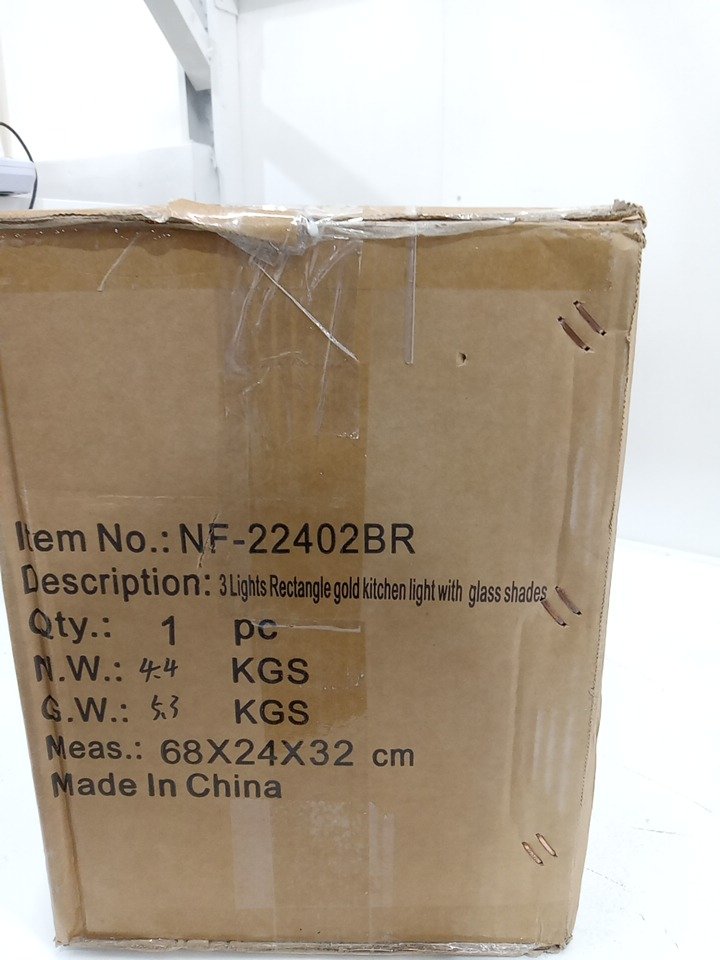 Item No.: NF-22402BR
Description: 3 Lights Rectangle gold kitchen light with glass shades
Qty.: 1 pc
N.W.: 4.4 KGS
G.W.: 5.3 KGS
Meas.: 68X24X32 cm
Made In China